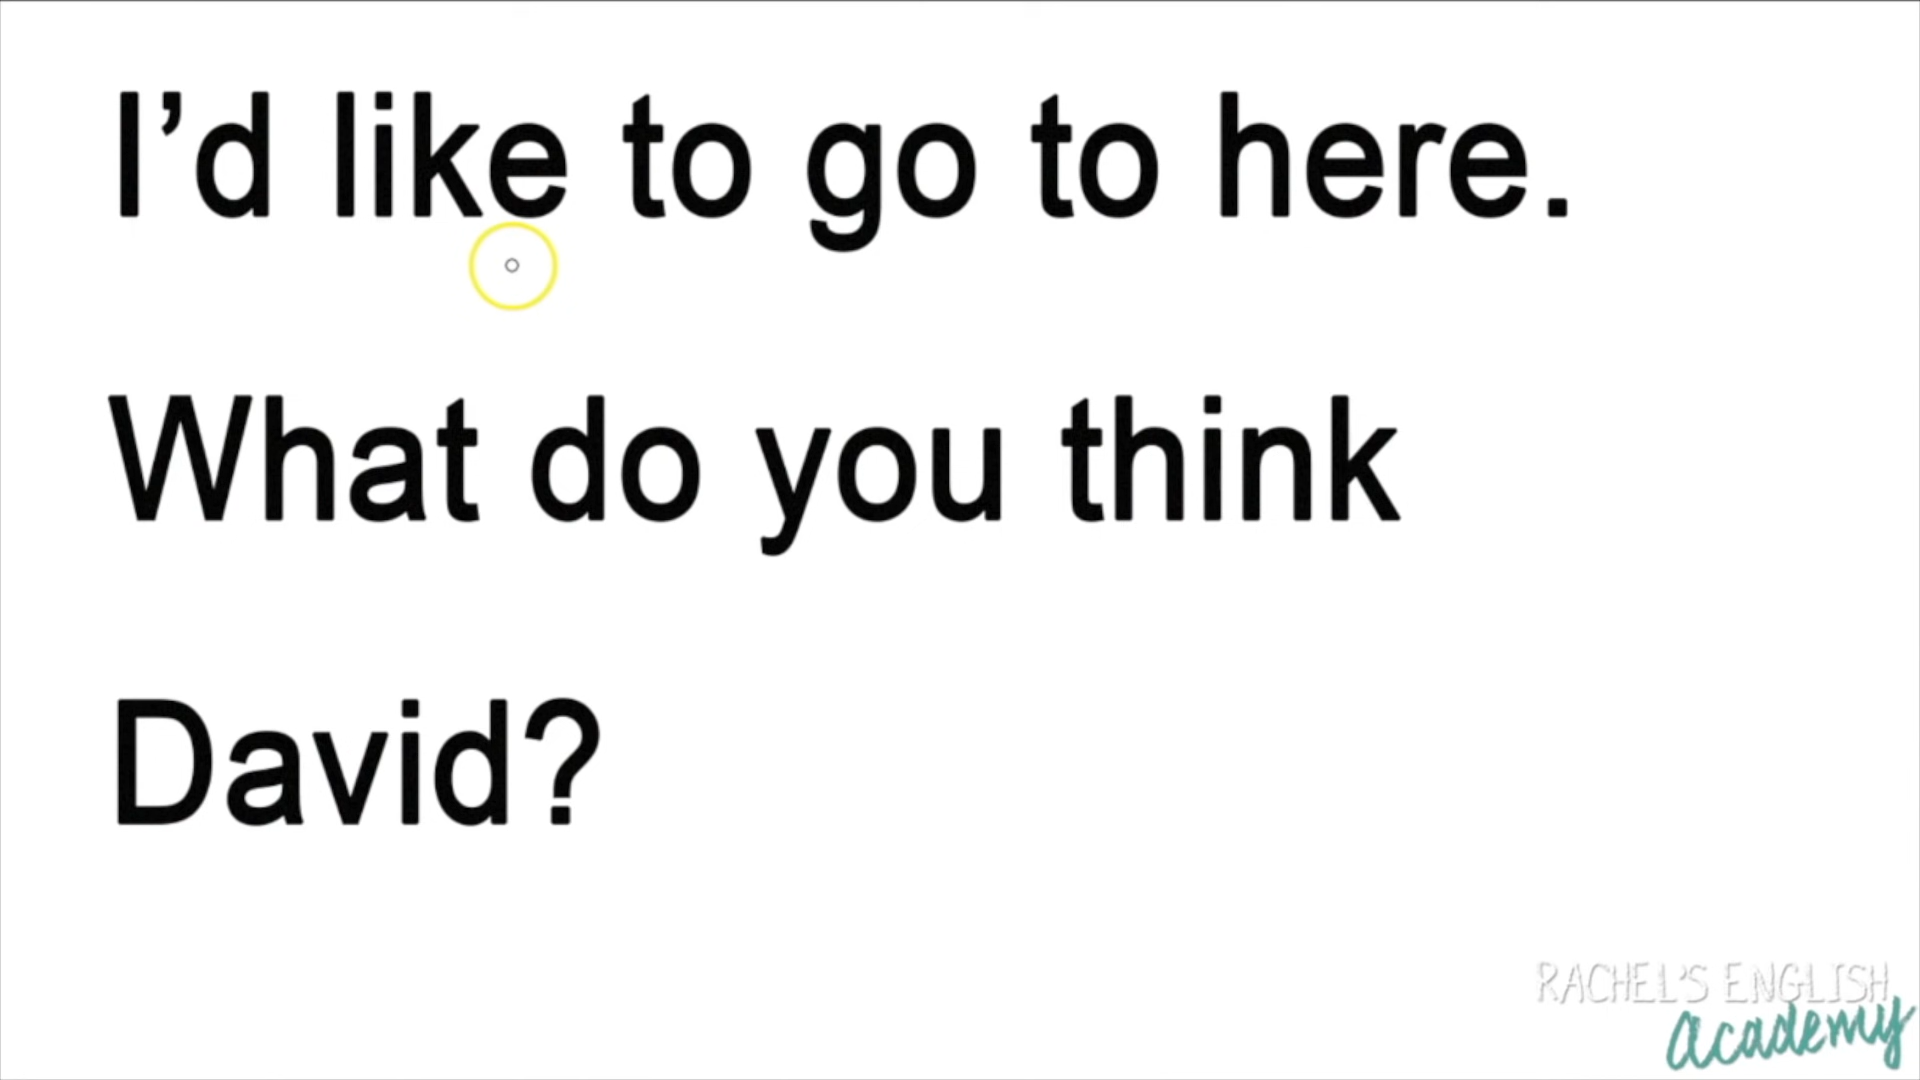 I’d like to go to here.
What do you think
David?
RACHEL'S ENGLISH
academy